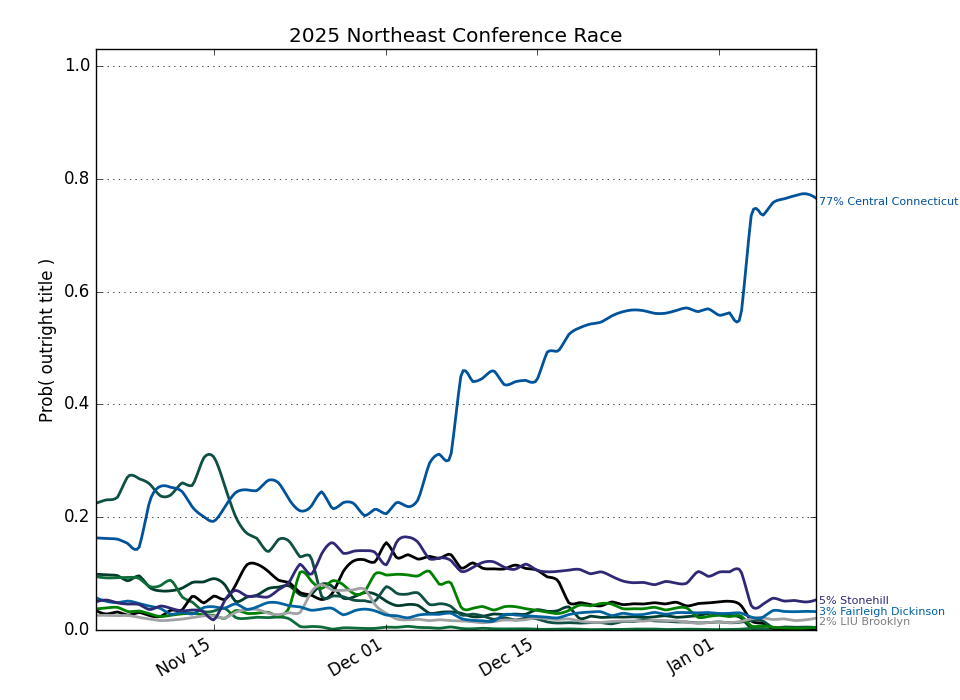 2025 Northeast Conference Race
Prob( outright title )
1.0
0.8
0.6
0.4
0.2
0.0
77% Central Connecticut
5% Stonehill
3% Fairleigh Dickinson
2% LIU Brooklyn
Nov 15
Dec 01
Dec 15
Jan 01